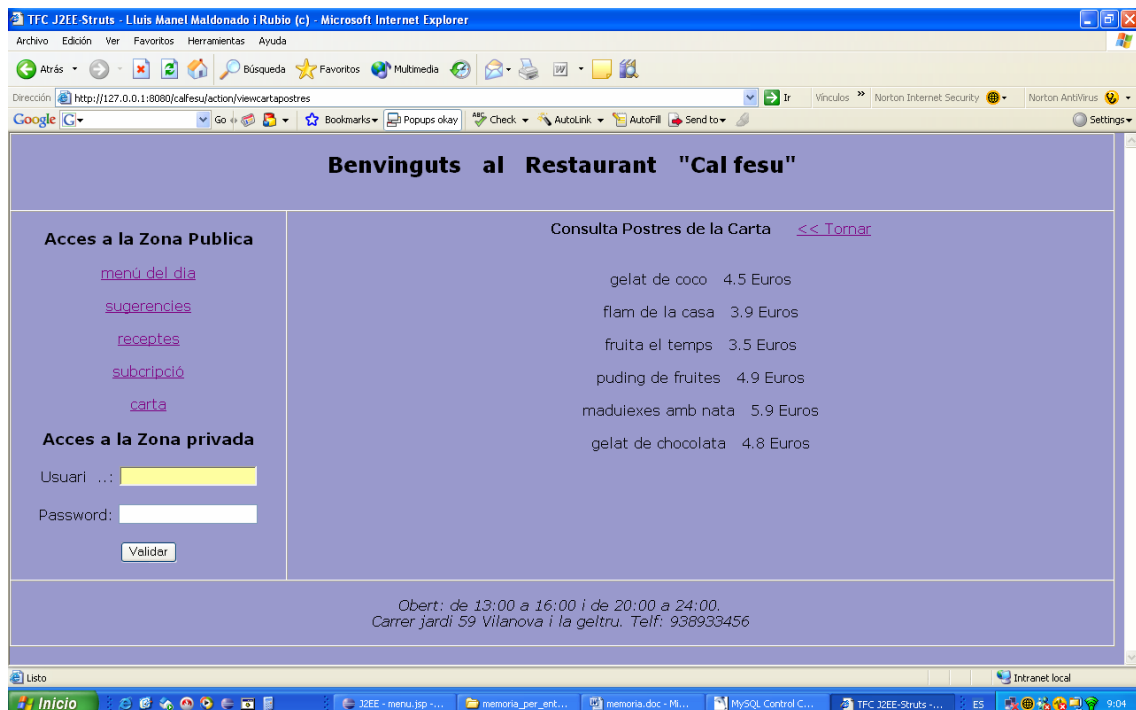 TFC J2EE-Struts - Lluis Manel Maldonado i Rubio (c) - Microsoft Internet Explorer
Archivo Edición Ver Favoritos Herramientas Ayuda
Atrás Búsqueda Favoritos Multimedia
Dirección http://127.0.0.1:8080/calfesu/action/viewcartapostres Ir Vínculos >> Norton Internet Security Norton AntiVirus
Google G Go Bookmarks Popups okay ABC Check AutoLink AutoFill Send to Settings
Benvinguts al Restaurant "Cal fesu"
Acces a la Zona Publica
menú del dia
sugerencies
receptes
subcripció
carta
Acces a la Zona privada
Usuari ..:
Password:
Validar
Consulta Postres de la Carta << Tornar
gelat de coco 4.5 Euros
flam de la casa 3.9 Euros
fruita el temps 3.5 Euros
puding de fruites 4.9 Euros
maduiexes amb nata 5.9 Euros
gelat de chocolata 4.8 Euros
Obert: de 13:00 a 16:00 i de 20:00 a 24:00.
Carrer jardi 59 Vilanova i la geltru. Telf: 938933456
Listo Intranet local
Inicio J2EE - menu.jsp -... memoria_per_ent... memoria.doc - Mi... MySQL Control C... TFC J2EE-Struts -... ES 9:04